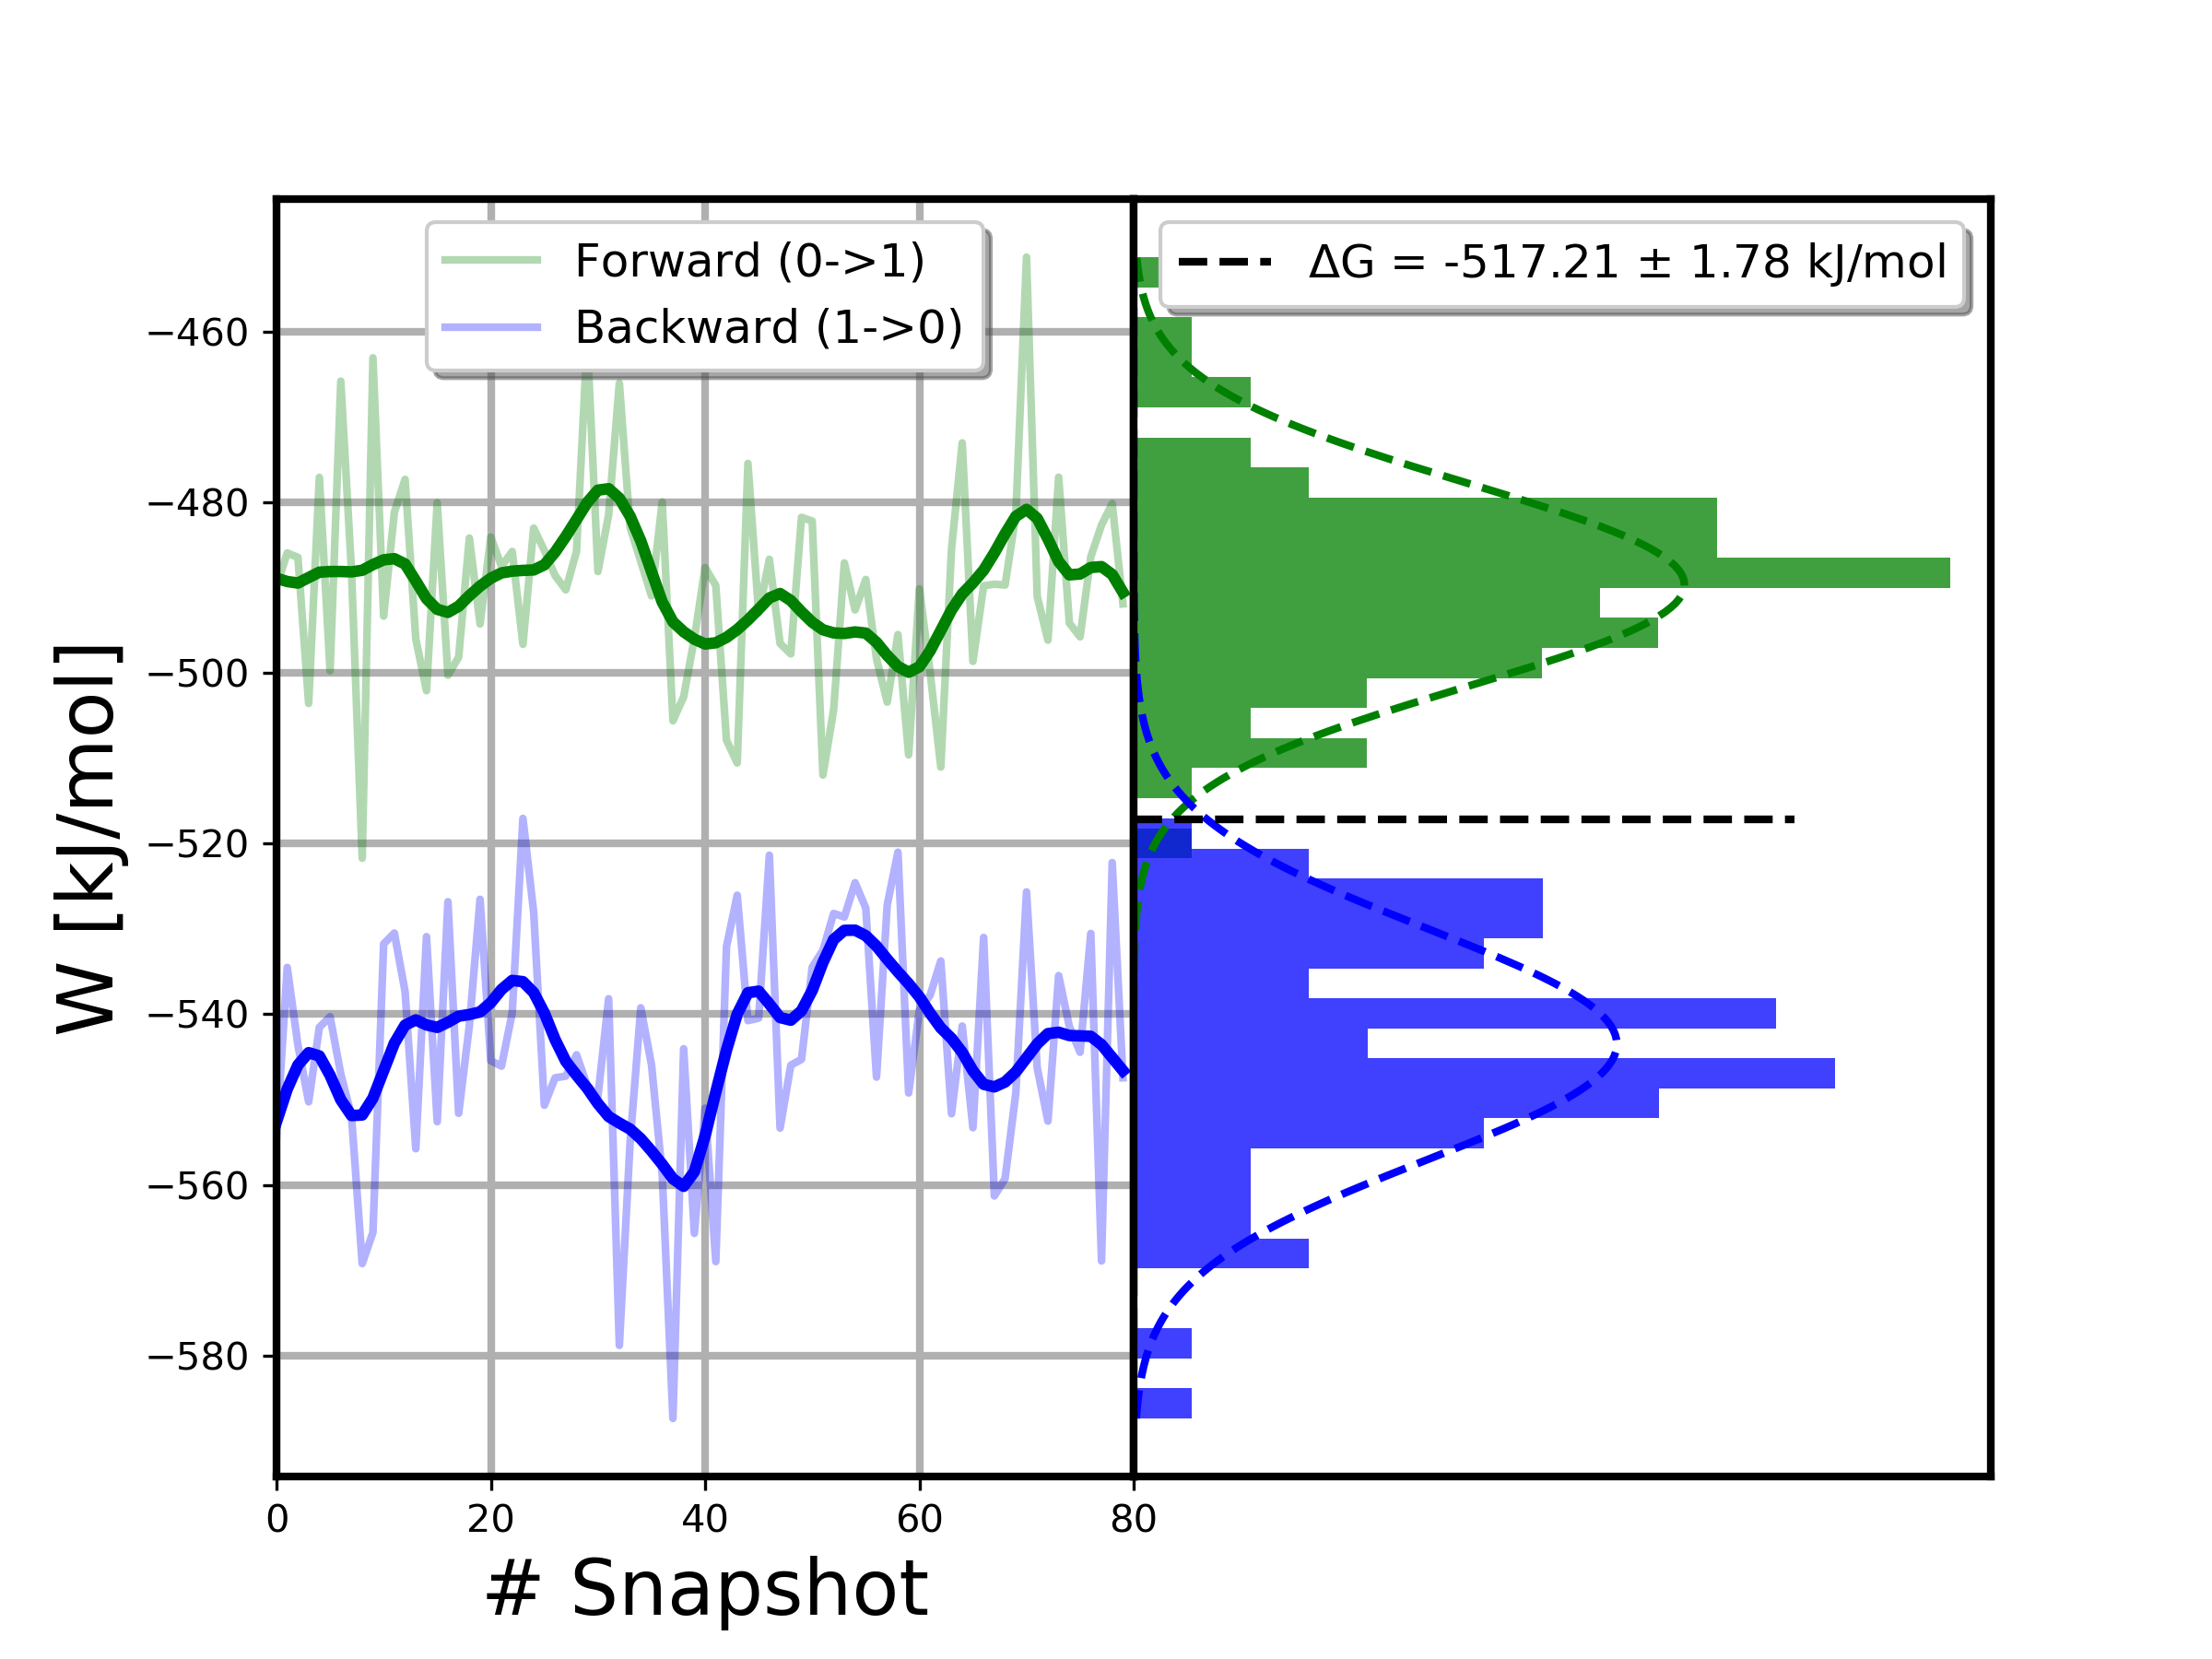 Forward (0->1)
Backward (1->0)
ΔG = -517.21 ± 1.78 kJ/mol
W [kJ/mol]
−460
−480
−500
−520
−540
−560
−580
0 20 40 60 80
# Snapshot